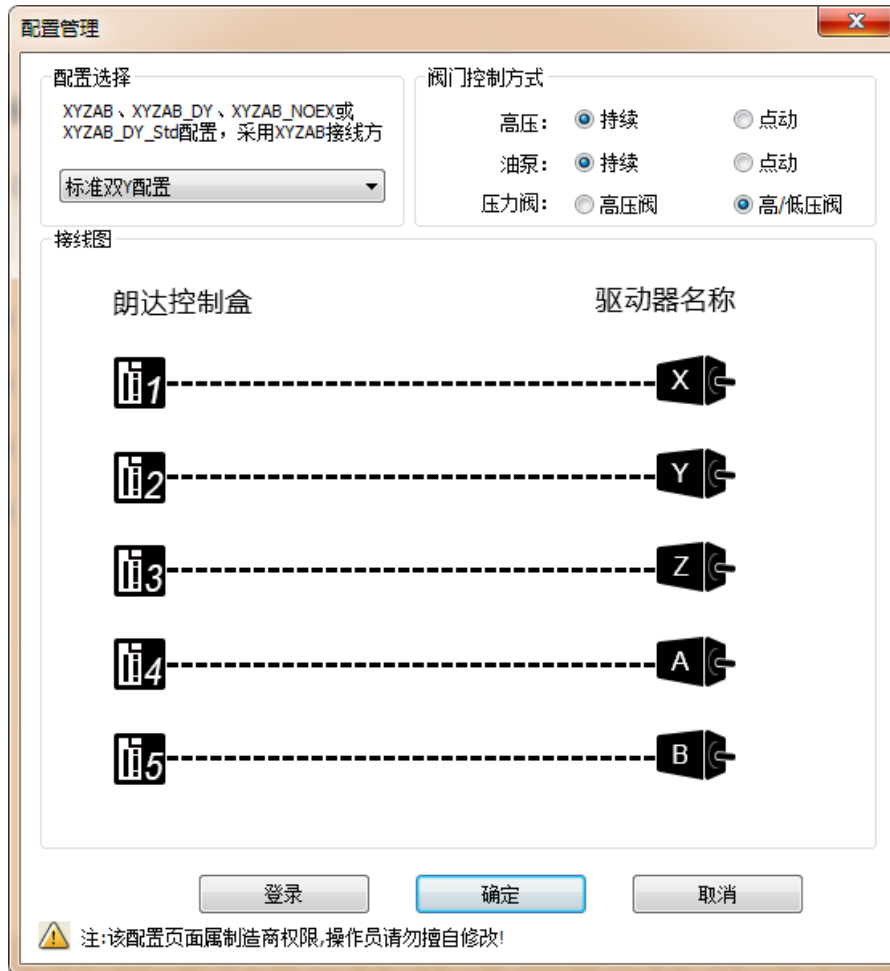 配置管理
配置选择
XYZAB、XYZAB_DY、XYZAB_NOEX或
XYZAB_DY_Std配置，采用XYZAB接线方
标准双Y配置
阀门控制方式
高压： 持续 点动
油泵： 持续 点动
压力阀： 高压阀 高/低压阀
接线图
朗达控制盒 驱动器名称
1 X
2 Y
3 Z
4 A
5 B
登录 确定 取消
注:该配置页面属制造商权限,操作员请勿擅自修改!